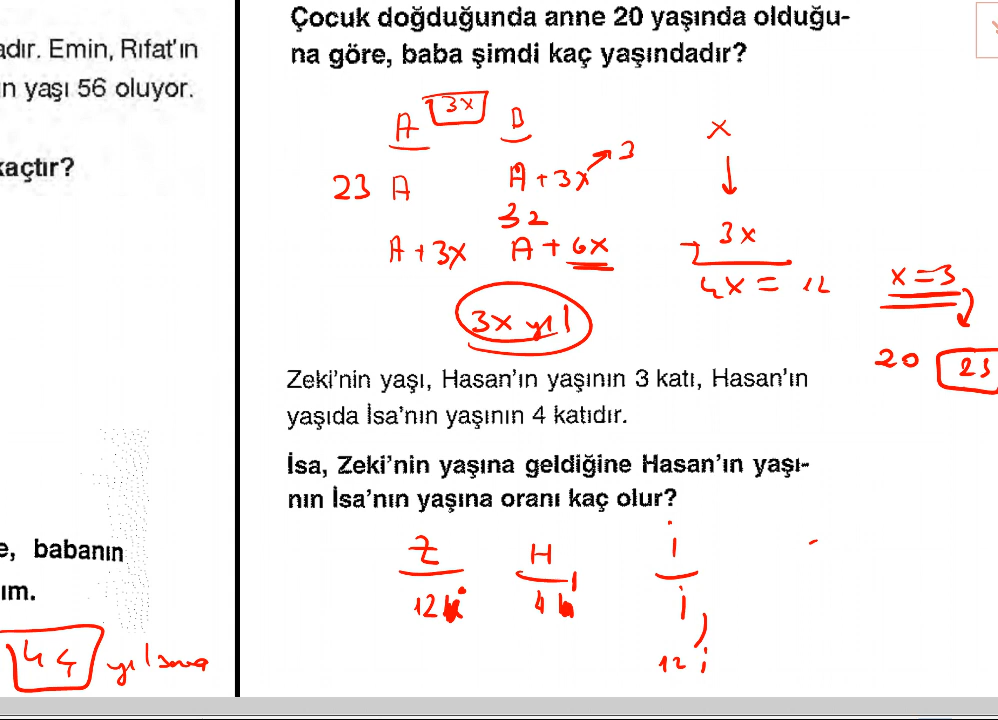 adır. Emin, Rıfat'ın
n yaşı 56 oluyor.
kaçtır?
e, babanın
ım.
44 yıl sonra
Çocuk doğduğunda anne 20 yaşında olduğu-
na göre, baba şimdi kaç yaşındadır?
A 3x B
23 A A+3x 3
32
A+3x A+6x
3x yıl
x
3x
4x = 12
x=3
20 23
Zeki'nin yaşı, Hasan'ın yaşının 3 katı, Hasan'ın
yaşıda İsa'nın yaşının 4 katıdır.
İsa, Zeki'nin yaşına geldiğine Hasan'ın yaşı-
nın İsa'nın yaşına oranı kaç olur?
Z H i
12i 4i i
12i